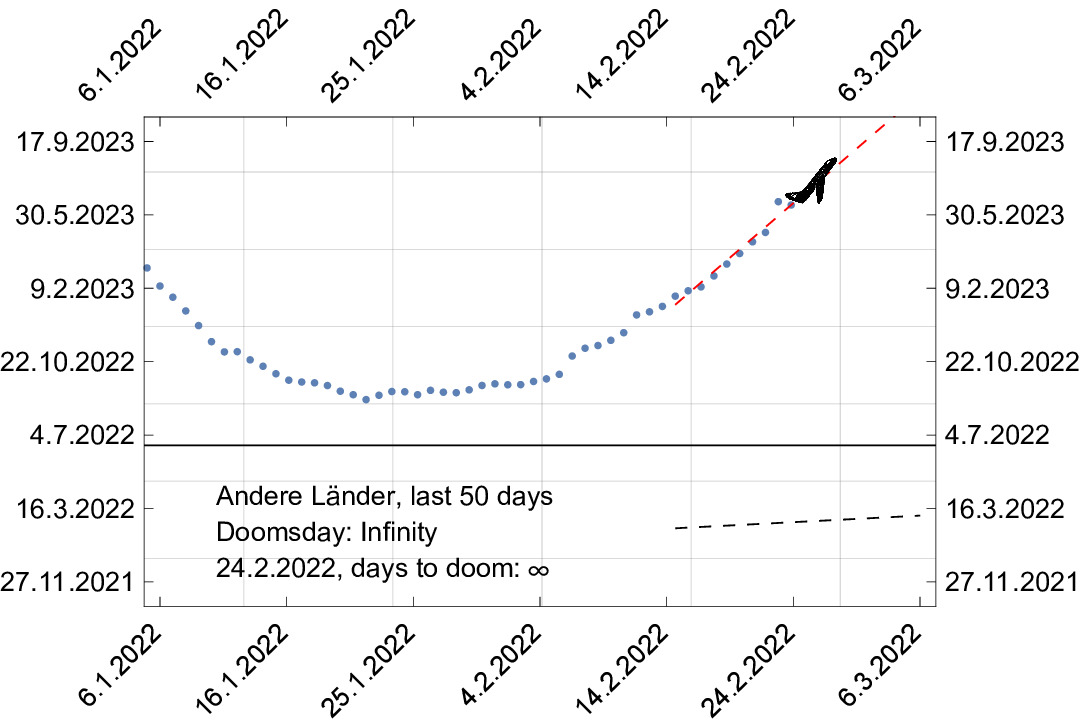 6.1.2022 16.1.2022 25.1.2022 4.2.2022 14.2.2022 24.2.2022 6.3.2022
17.9.2023 17.9.2023
30.5.2023 30.5.2023
9.2.2023 9.2.2023
22.10.2022 22.10.2022
4.7.2022 4.7.2022
Andere Länder, last 50 days
16.3.2022 16.3.2022
Doomsday: Infinity
24.2.2022, days to doom: ∞
27.11.2021 27.11.2021
6.1.2022 16.1.2022 25.1.2022 4.2.2022 14.2.2022 24.2.2022 6.3.2022